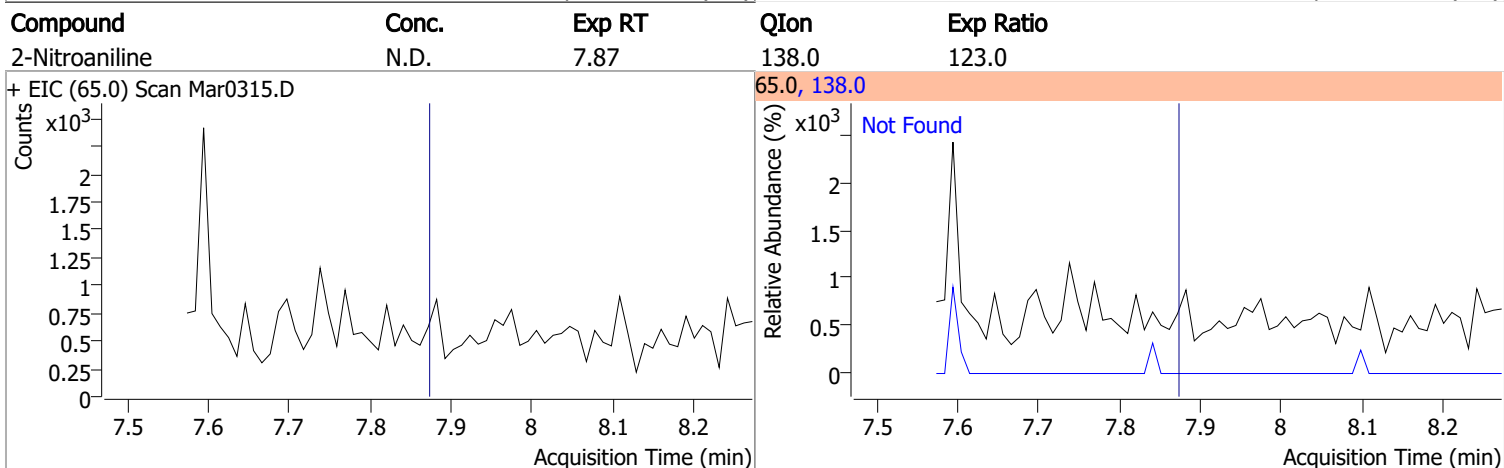 Compound Conc. Exp RT QIon Exp Ratio
2-Nitroaniline N.D. 7.87 138.0 123.0
+ EIC (65.0) Scan Mar0315.D
Counts
x10³
2
1.75
1.5
1.25
1
0.75
0.5
0.25
0
7.5 7.6 7.7 7.8 7.9 8 8.1 8.2
Acquisition Time (min)
65.0, 138.0
Relative Abundance (%)
x10³
Not Found
2
1.5
1
0.5
0
7.5 7.6 7.7 7.8 7.9 8 8.1 8.2
Acquisition Time (min)